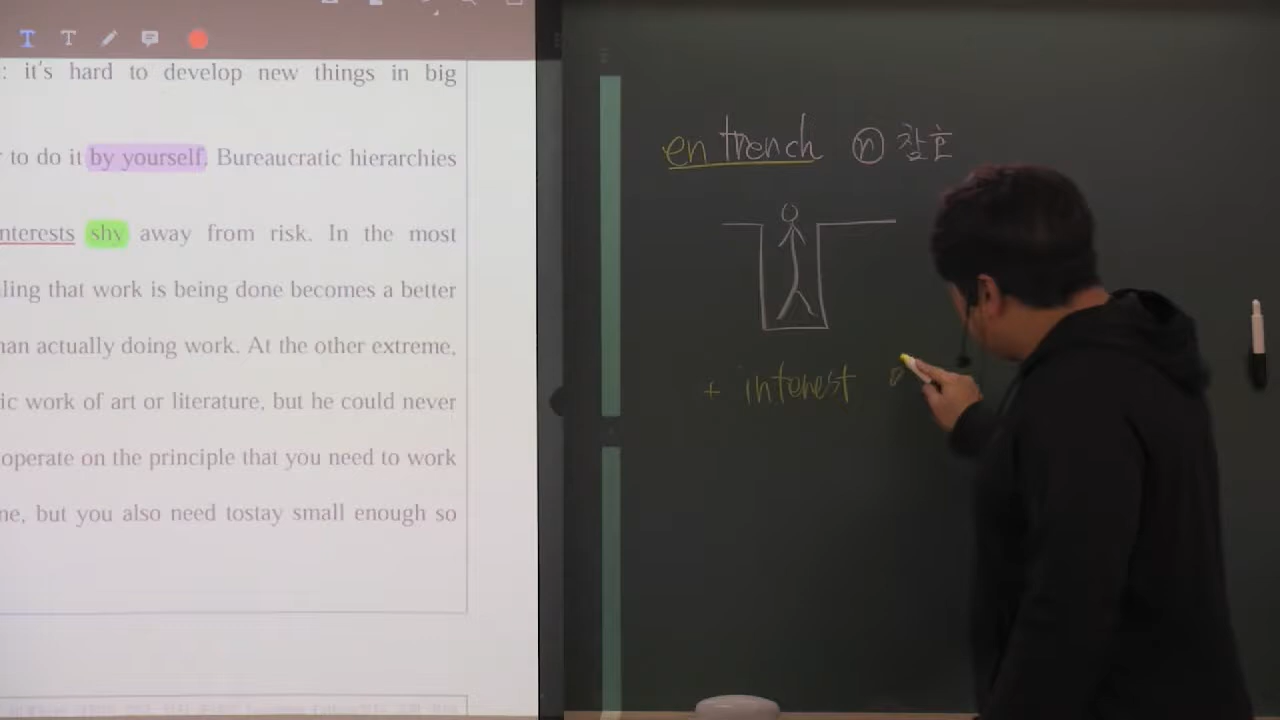 : it's hard to develop new things in big
to do it by yourself. Bureaucratic hierarchies
nterests shy away from risk. In the most
ling that work is being done becomes a better
han actually doing work. At the other extreme,
ic work of art or literature, but he could never
operate on the principle that you need to work
ne, but you also need tostay small enough so
entrench ⓝ 참호
+ interest